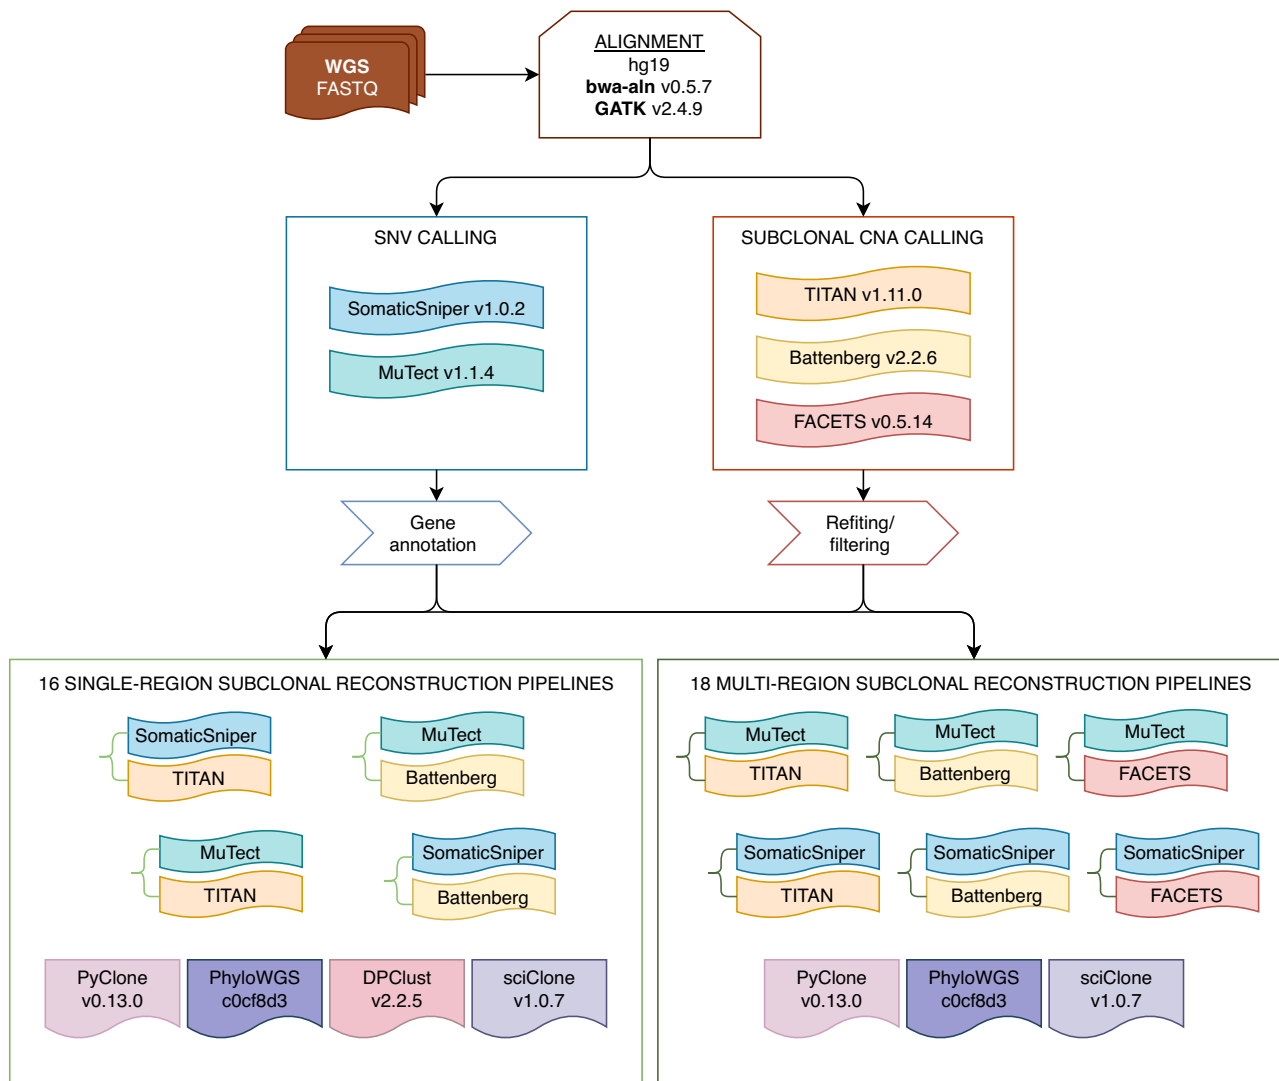 WGS
FASTQ
ALIGNMENT
hg19
bwa-aln v0.5.7
GATK v2.4.9
SNV CALLING
SomaticSniper v1.0.2
MuTect v1.1.4
SUBCLONAL CNA CALLING
TITAN v1.11.0
Battenberg v2.2.6
FACETS v0.5.14
Gene
annotation
Refiting/
filtering
16 SINGLE-REGION SUBCLONAL RECONSTRUCTION PIPELINES
SomaticSniper
TITAN
MuTect
Battenberg
MuTect
TITAN
SomaticSniper
Battenberg
PyClone
v0.13.0
PhyloWGS
c0cf8d3
DPClust
v2.2.5
sciClone
v1.0.7
18 MULTI-REGION SUBCLONAL RECONSTRUCTION PIPELINES
MuTect
TITAN
MuTect
Battenberg
MuTect
FACETS
SomaticSniper
TITAN
SomaticSniper
Battenberg
SomaticSniper
FACETS
PyClone
v0.13.0
PhyloWGS
c0cf8d3
sciClone
v1.0.7